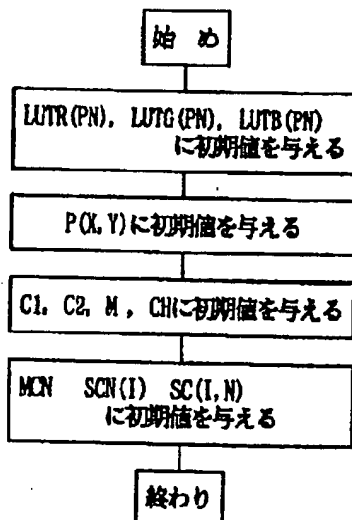 始　め
LUTR(PN), LUTG(PN), LUTB(PN)
に初期値を与える
P(X,Y)に初期値を与える
C1, C2, M, CHに初期値を与える
MCN　SCN(I)　SC(I,N)
に初期値を与える
終わり